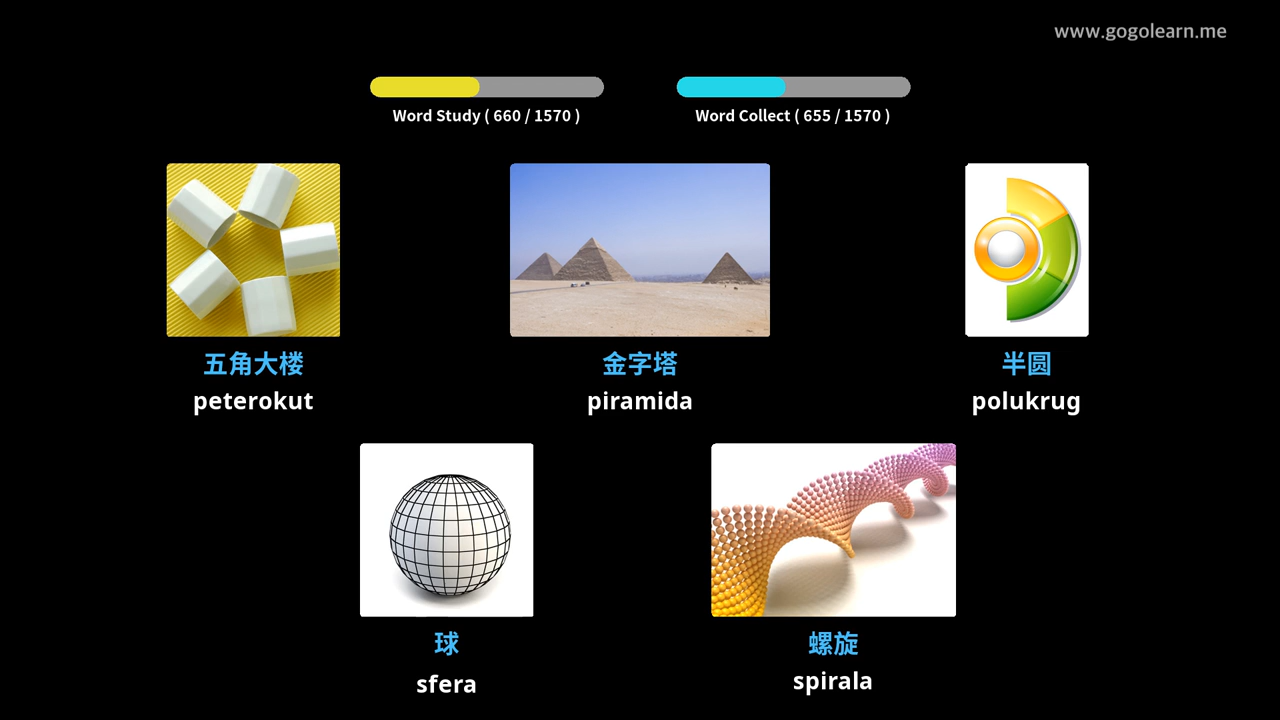 www.gogolearn.me
Word Study ( 660 / 1570 )
Word Collect ( 655 / 1570 )
五角大楼
peterokut
金字塔
piramida
半圆
polukrug
球
sfera
螺旋
spirala